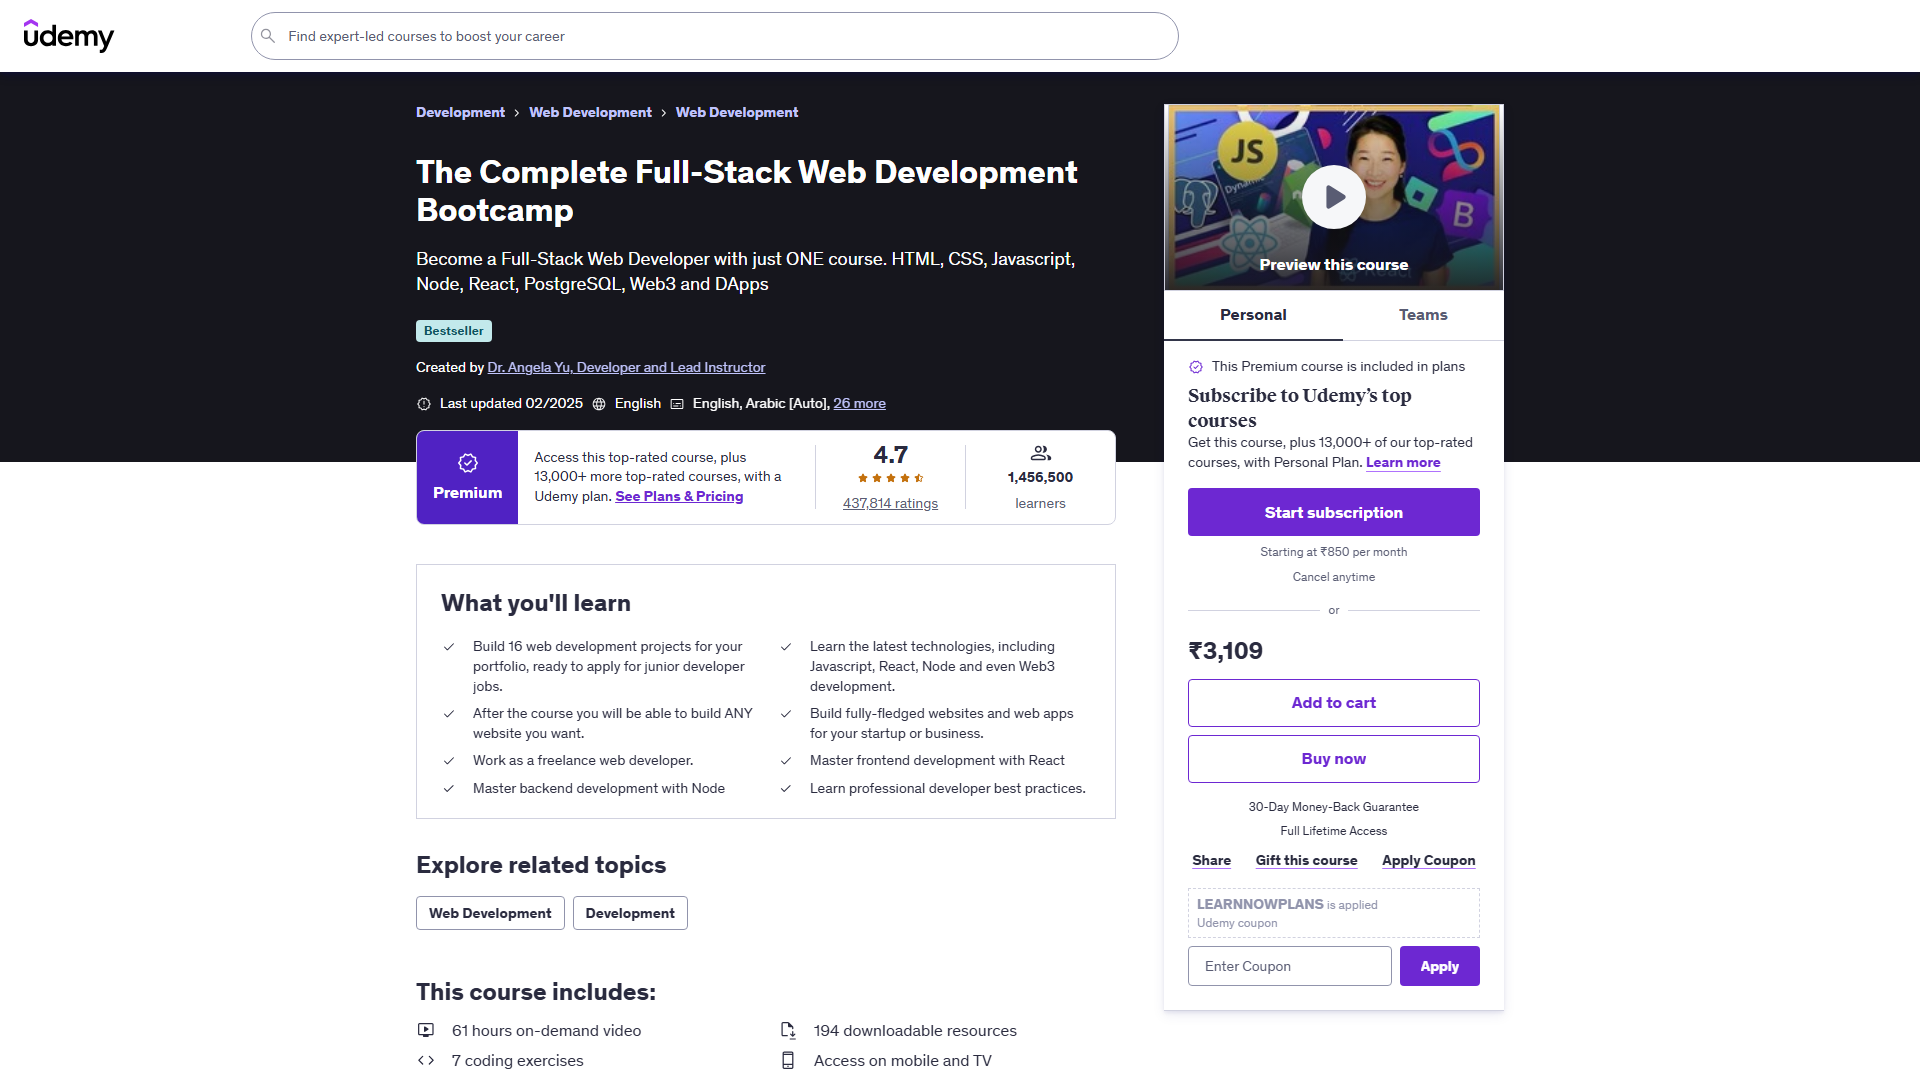 udemy
Find expert-led courses to boost your career
Development > Web Development > Web Development
The Complete Full-Stack Web Development
Bootcamp
Become a Full-Stack Web Developer with just ONE course. HTML, CSS, Javascript,
Node, React, PostgreSQL, Web3 and DApps
Bestseller
Created by Dr. Angela Yu, Developer and Lead Instructor
Last updated 02/2025 English English, Arabic [Auto], 26 more
Premium
Access this top-rated course, plus
13,000+ more top-rated courses, with a
Udemy plan. See Plans & Pricing
4.7
437,814 ratings
1,456,500
learners
What you'll learn
Build 16 web development projects for your
portfolio, ready to apply for junior developer
jobs.
Learn the latest technologies, including
Javascript, React, Node and even Web3
development.
After the course you will be able to build ANY
website you want.
Build fully-fledged websites and web apps
for your startup or business.
Work as a freelance web developer.
Master frontend development with React
Master backend development with Node
Learn professional developer best practices.
Explore related topics
Web Development
Development
This course includes:
61 hours on-demand video
194 downloadable resources
7 coding exercises
Access on mobile and TV
JS
B
Preview this course
Personal
Teams
This Premium course is included in plans
Subscribe to Udemy’s top
courses
Get this course, plus 13,000+ of our top-rated
courses, with Personal Plan. Learn more
Start subscription
Starting at ₹850 per month
Cancel anytime
or
₹3,109
Add to cart
Buy now
30-Day Money-Back Guarantee
Full Lifetime Access
Share Gift this course Apply Coupon
LEARNNOWPLANS is applied
Udemy coupon
Enter Coupon
Apply